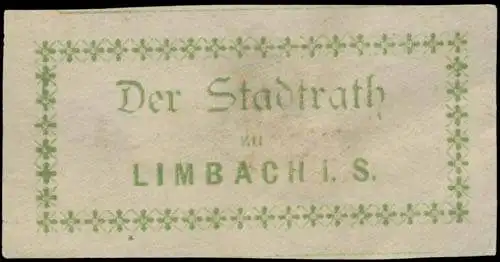 Der Stadtrath
zu
LIMBACH i. S.